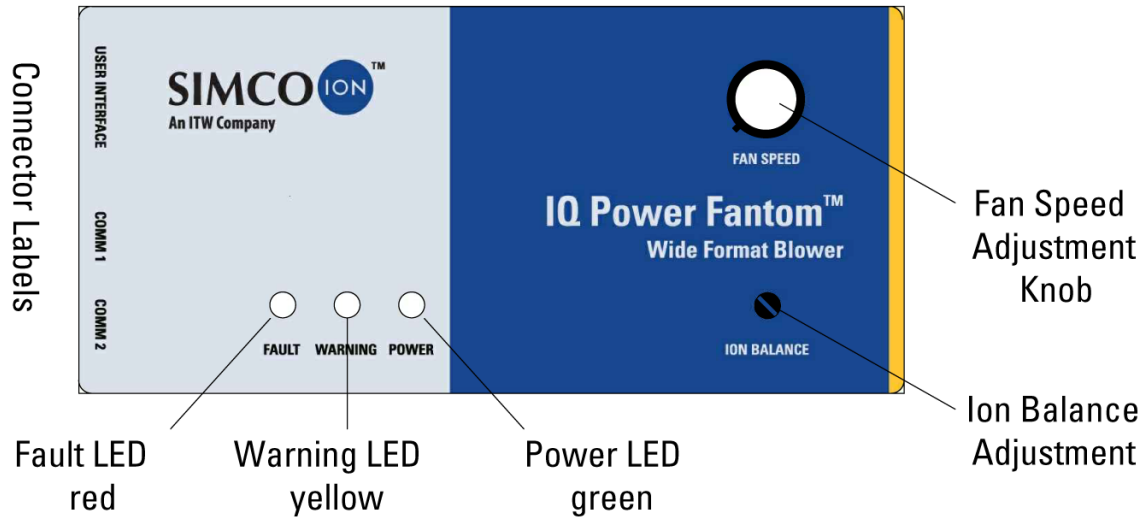 Connector Labels
USER INTERFACE
COMM 1
COMM 2
SIMCO ION™
An ITW Company
FAULT WARNING POWER
FAN SPEED
IQ Power Fantom™
Wide Format Blower
ION BALANCE
Fan Speed
Adjustment
Knob
Ion Balance
Adjustment
Fault LED
red
Warning LED
yellow
Power LED
green